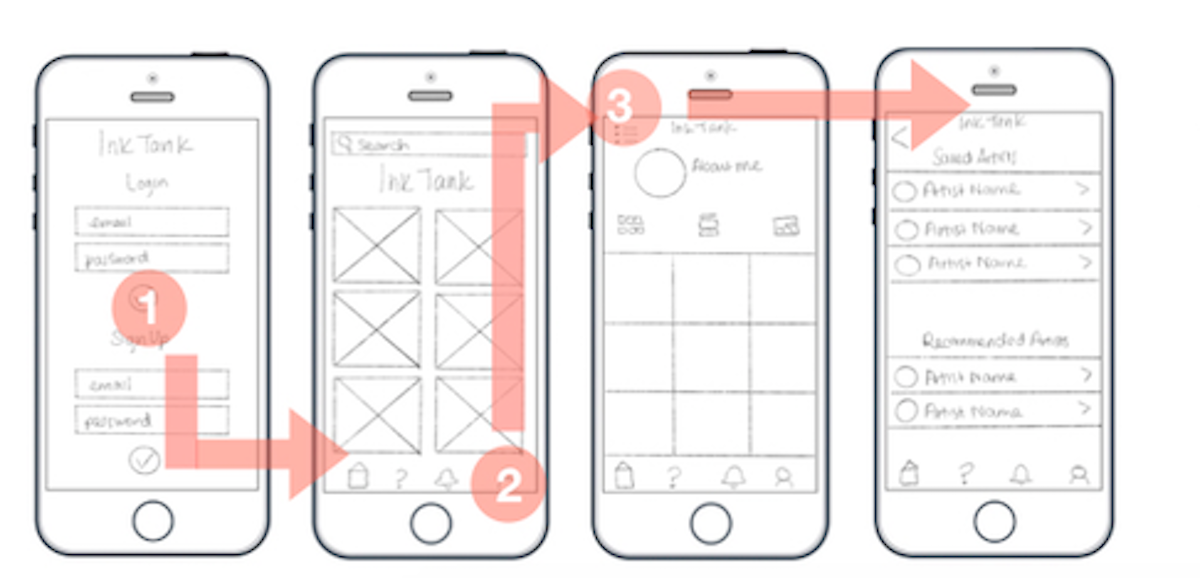 Ink Tank
Login
email
password
1
Sign Up
email
password
Search
Ink Tank
?
2
3
Ink Tank
About me
?
<
Ink Tank
Saved Artists
Artist Name >
Artist Name >
Artist Name >
Recommended Artists
Artist Name >
Artist Name >
?